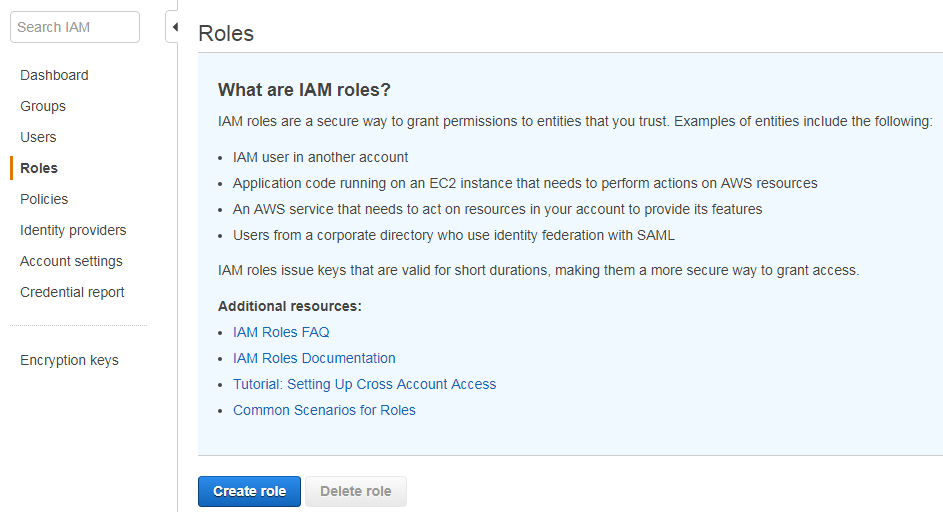 Search IAM
Dashboard
Groups
Users
Roles
Policies
Identity providers
Account settings
Credential report
Encryption keys
Roles
What are IAM roles?
IAM roles are a secure way to grant permissions to entities that you trust. Examples of entities include the following:
IAM user in another account
Application code running on an EC2 instance that needs to perform actions on AWS resources
An AWS service that needs to act on resources in your account to provide its features
Users from a corporate directory who use identity federation with SAML
IAM roles issue keys that are valid for short durations, making them a more secure way to grant access.
Additional resources:
IAM Roles FAQ
IAM Roles Documentation
Tutorial: Setting Up Cross Account Access
Common Scenarios for Roles
Create role
Delete role